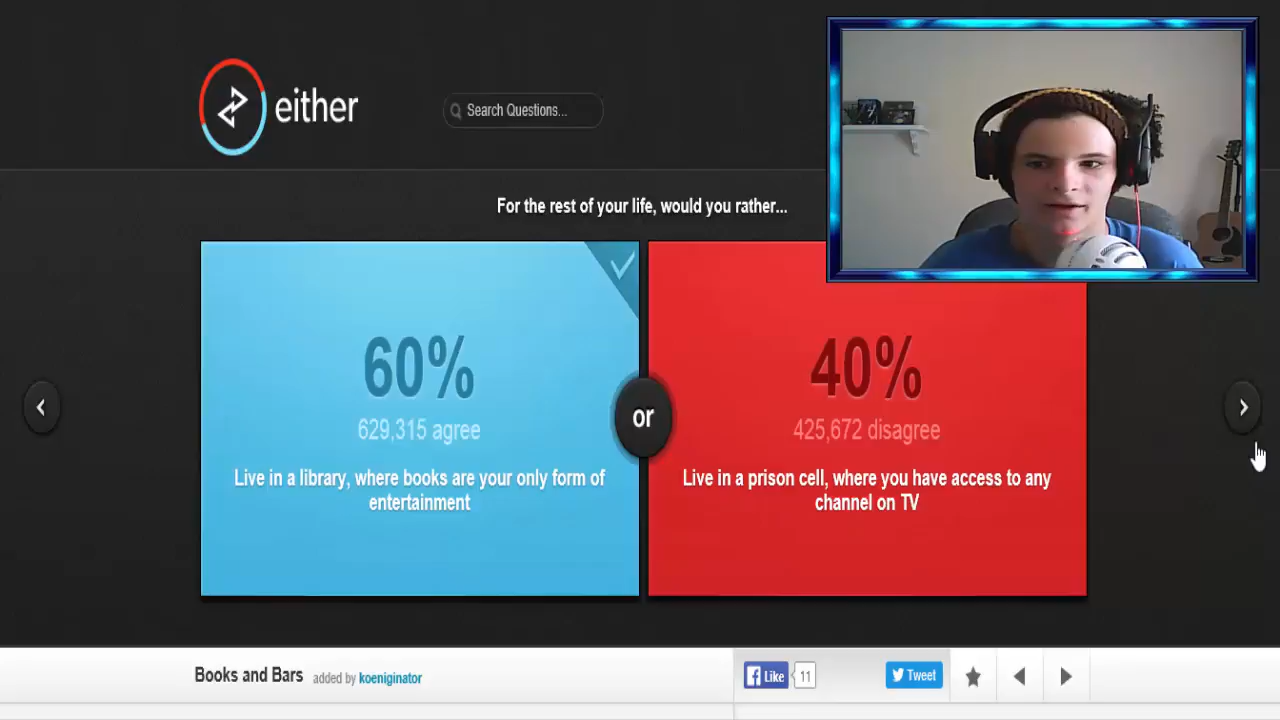 either
Search Questions...
For the rest of your life, would you rather...
60%
629,315 agree
Live in a library, where books are your only form of
entertainment
or
40%
425,672 disagree
Live in a prison cell, where you have access to any
channel on TV
Books and Bars added by koeniginator
Like 11
Tweet